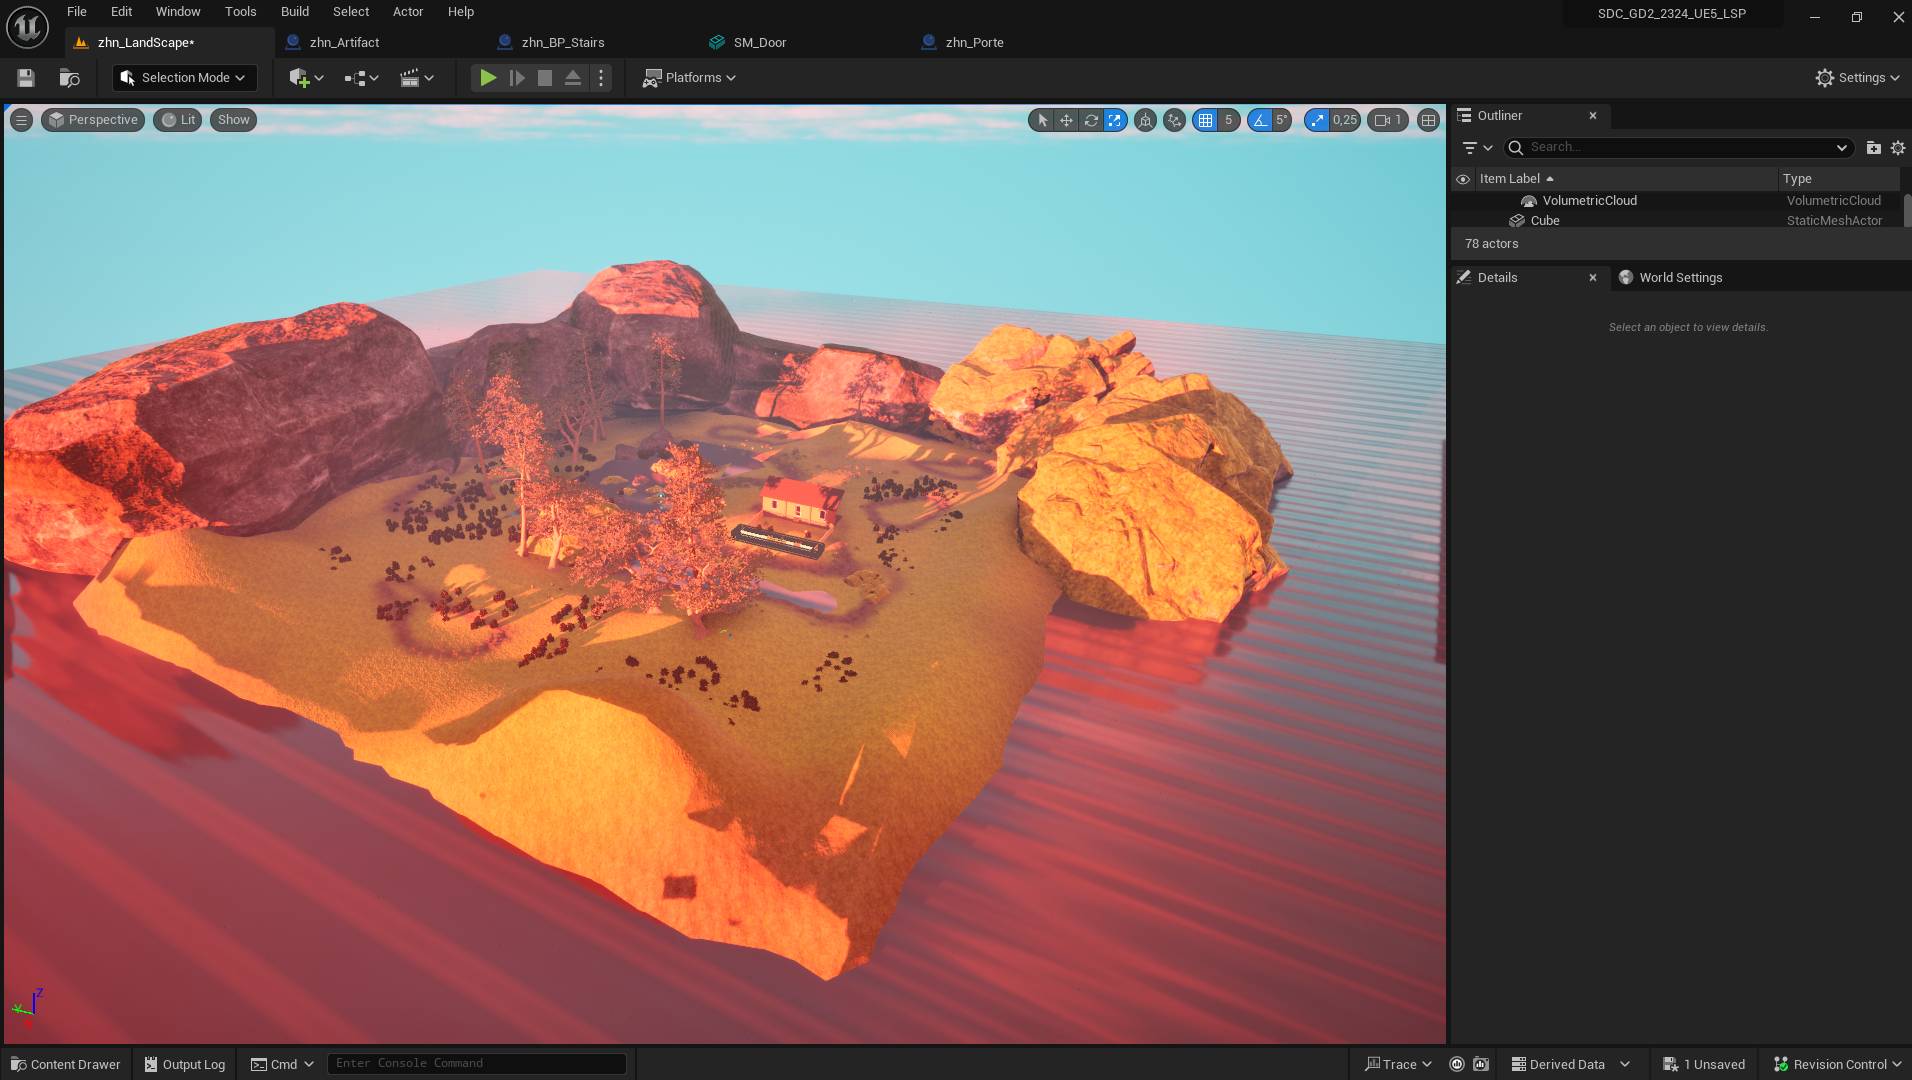 File Edit Window Tools Build Select Actor Help
SDC_GD2_2324_UE5_LSP
zhn_LandScape*
zhn_Artifact
zhn_BP_Stairs
SM_Door
zhn_Porte
Selection Mode
Platforms
Settings
Perspective
Lit
Show
5
5°
0,25
1
Outliner
Search...
Item Label
Type
VolumetricCloud
VolumetricCloud
Cube
StaticMeshActor
78 actors
Details
World Settings
Select an object to view details.
Z
Content Drawer
Output Log
Cmd
Enter Console Command
Trace
Derived Data
1 Unsaved
Revision Control